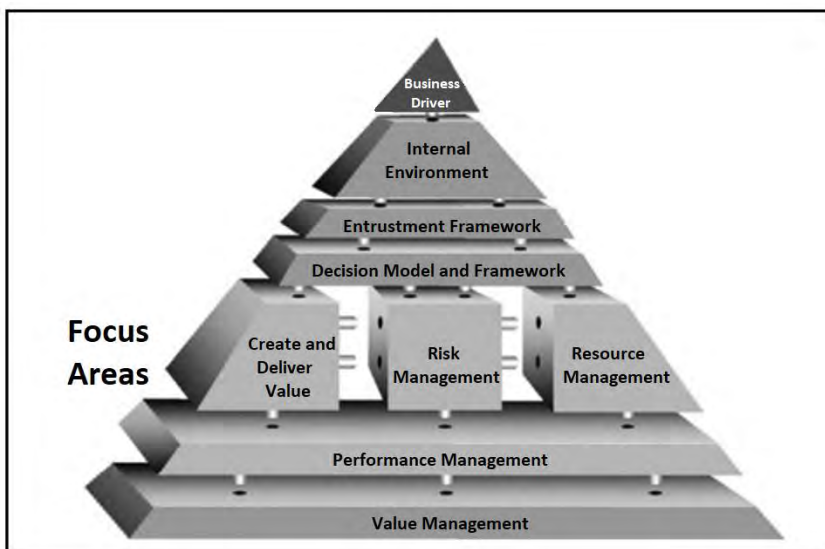 Business
Driver
Internal
Environment
Entrustment Framework
Decision Model and Framework
Focus
Areas
Create and
Deliver
Value
Risk
Management
Resource
Management
Performance Management
Value Management